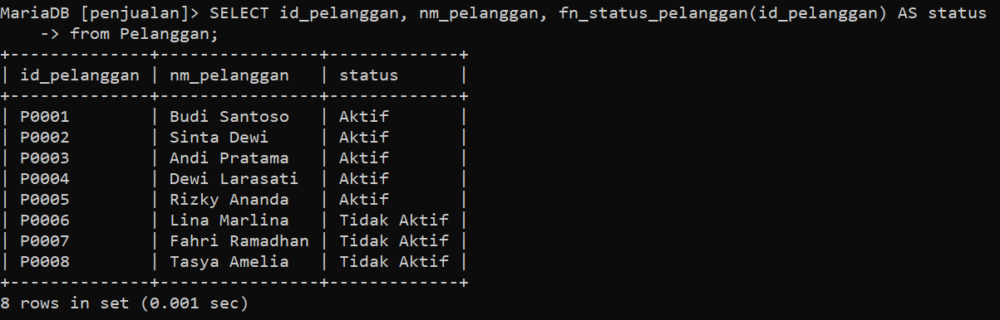 MariaDB [penjualan]> SELECT id_pelanggan, nm_pelanggan, fn_status_pelanggan(id_pelanggan) AS status
    -> from Pelanggan;
+--------------+----------------+-------------+
| id_pelanggan | nm_pelanggan   | status      |
+--------------+----------------+-------------+
| P0001        | Budi Santoso   | Aktif       |
| P0002        | Sinta Dewi     | Aktif       |
| P0003        | Andi Pratama   | Aktif       |
| P0004        | Dewi Larasati  | Aktif       |
| P0005        | Rizky Ananda   | Aktif       |
| P0006        | Lina Marlina   | Tidak Aktif |
| P0007        | Fahri Ramadhan | Tidak Aktif |
| P0008        | Tasya Amelia   | Tidak Aktif |
+--------------+----------------+-------------+
8 rows in set (0.001 sec)